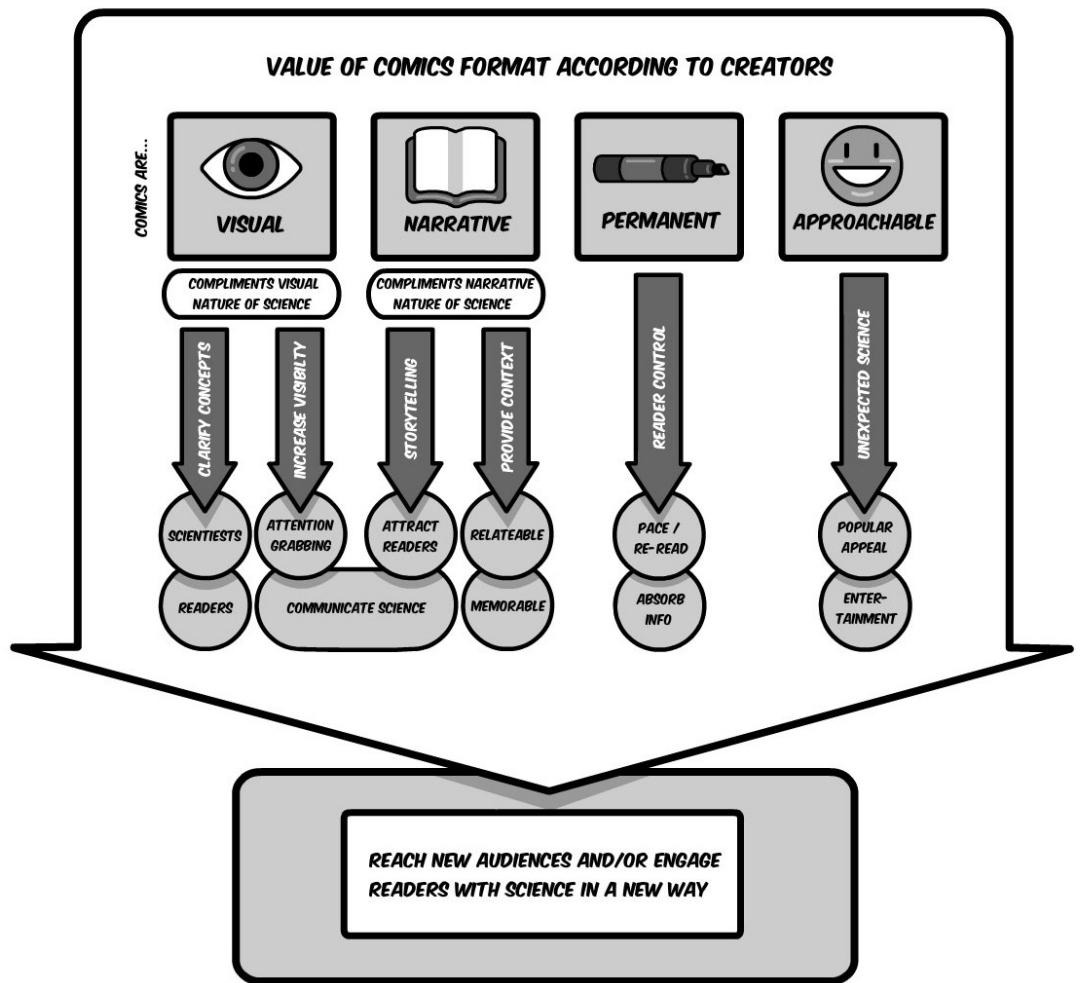 VALUE OF COMICS FORMAT ACCORDING TO CREATORS
COMICS ARE...
VISUAL
NARRATIVE
PERMANENT
APPROACHABLE
COMPLIMENTS VISUAL
NATURE OF SCIENCE
COMPLIMENTS NARRATIVE
NATURE OF SCIENCE
CLARIFY CONCEPTS
INCREASE VISIBILTY
STORYTELLING
PROVIDE CONTEXT
READER CONTROL
UNEXPECTED SCIENCE
SCIENTIESTS
ATTENTION
GRABBING
ATTRACT
READERS
RELATEABLE
PACE /
RE-READ
POPULAR
APPEAL
READERS
COMMUNICATE SCIENCE
MEMORABLE
ABSORB
INFO
ENTER-
TAINMENT
REACH NEW AUDIENCES AND/OR ENGAGE
READERS WITH SCIENCE IN A NEW WAY